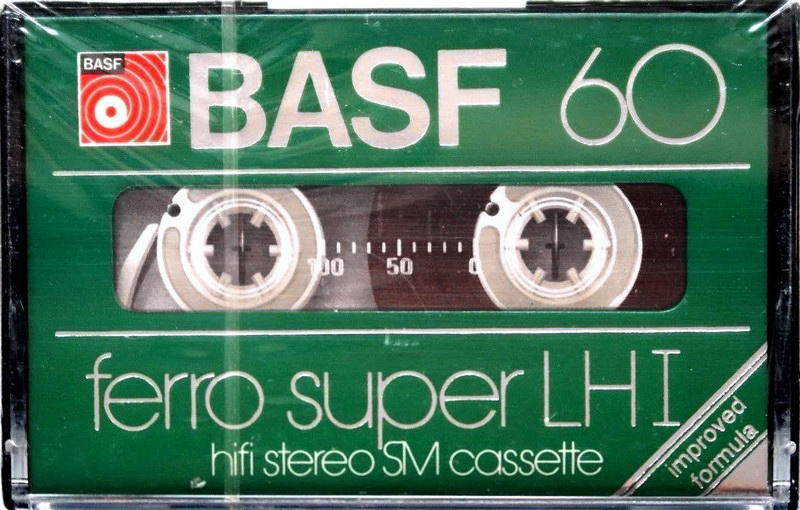 BASF
BASF 60
100 50 0
ferro super LH I
hifi stereo SM cassette
improved
formula